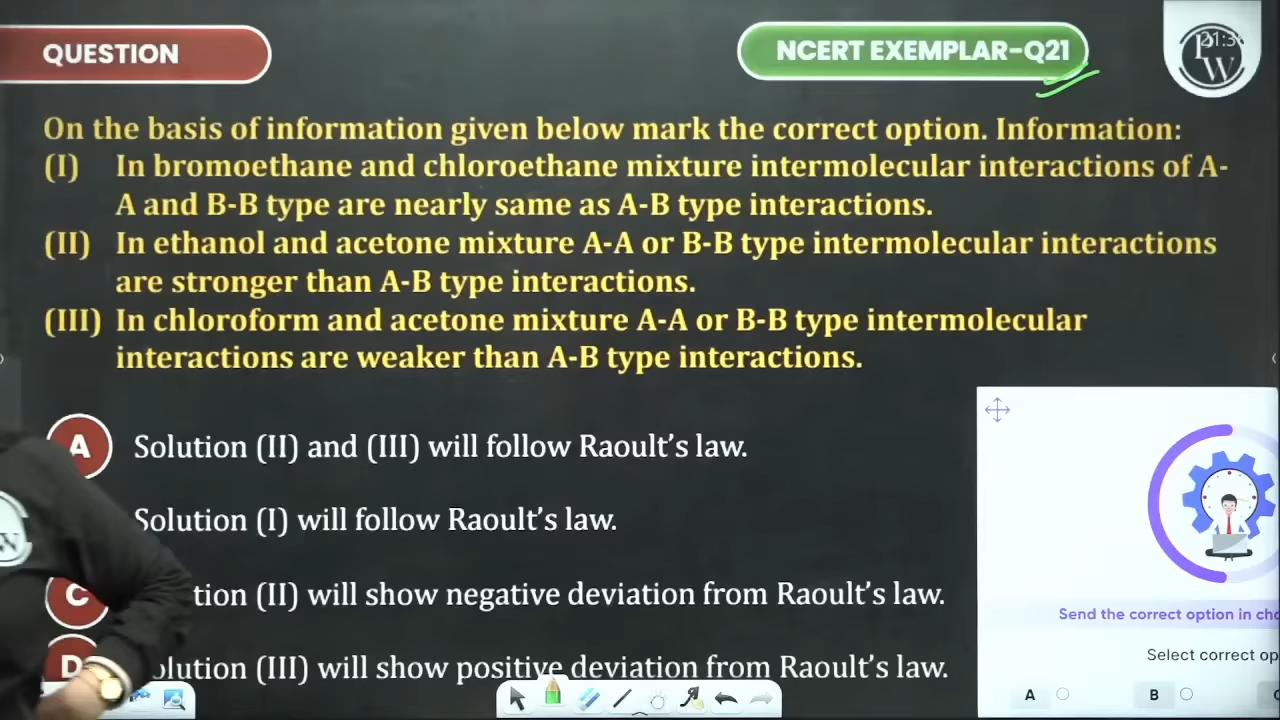 QUESTION
NCERT EXEMPLAR-Q21
On the basis of information given below mark the correct option. Information:
(I) In bromoethane and chloroethane mixture intermolecular interactions of A-
A and B-B type are nearly same as A-B type interactions.
(II) In ethanol and acetone mixture A-A or B-B type intermolecular interactions
are stronger than A-B type interactions.
(III) In chloroform and acetone mixture A-A or B-B type intermolecular
interactions are weaker than A-B type interactions.
A Solution (II) and (III) will follow Raoult's law.
Solution (I) will follow Raoult's law.
C tion (II) will show negative deviation from Raoult's law.
D olution (III) will show positive deviation from Raoult's law.
Send the correct option in
Select correct
A B